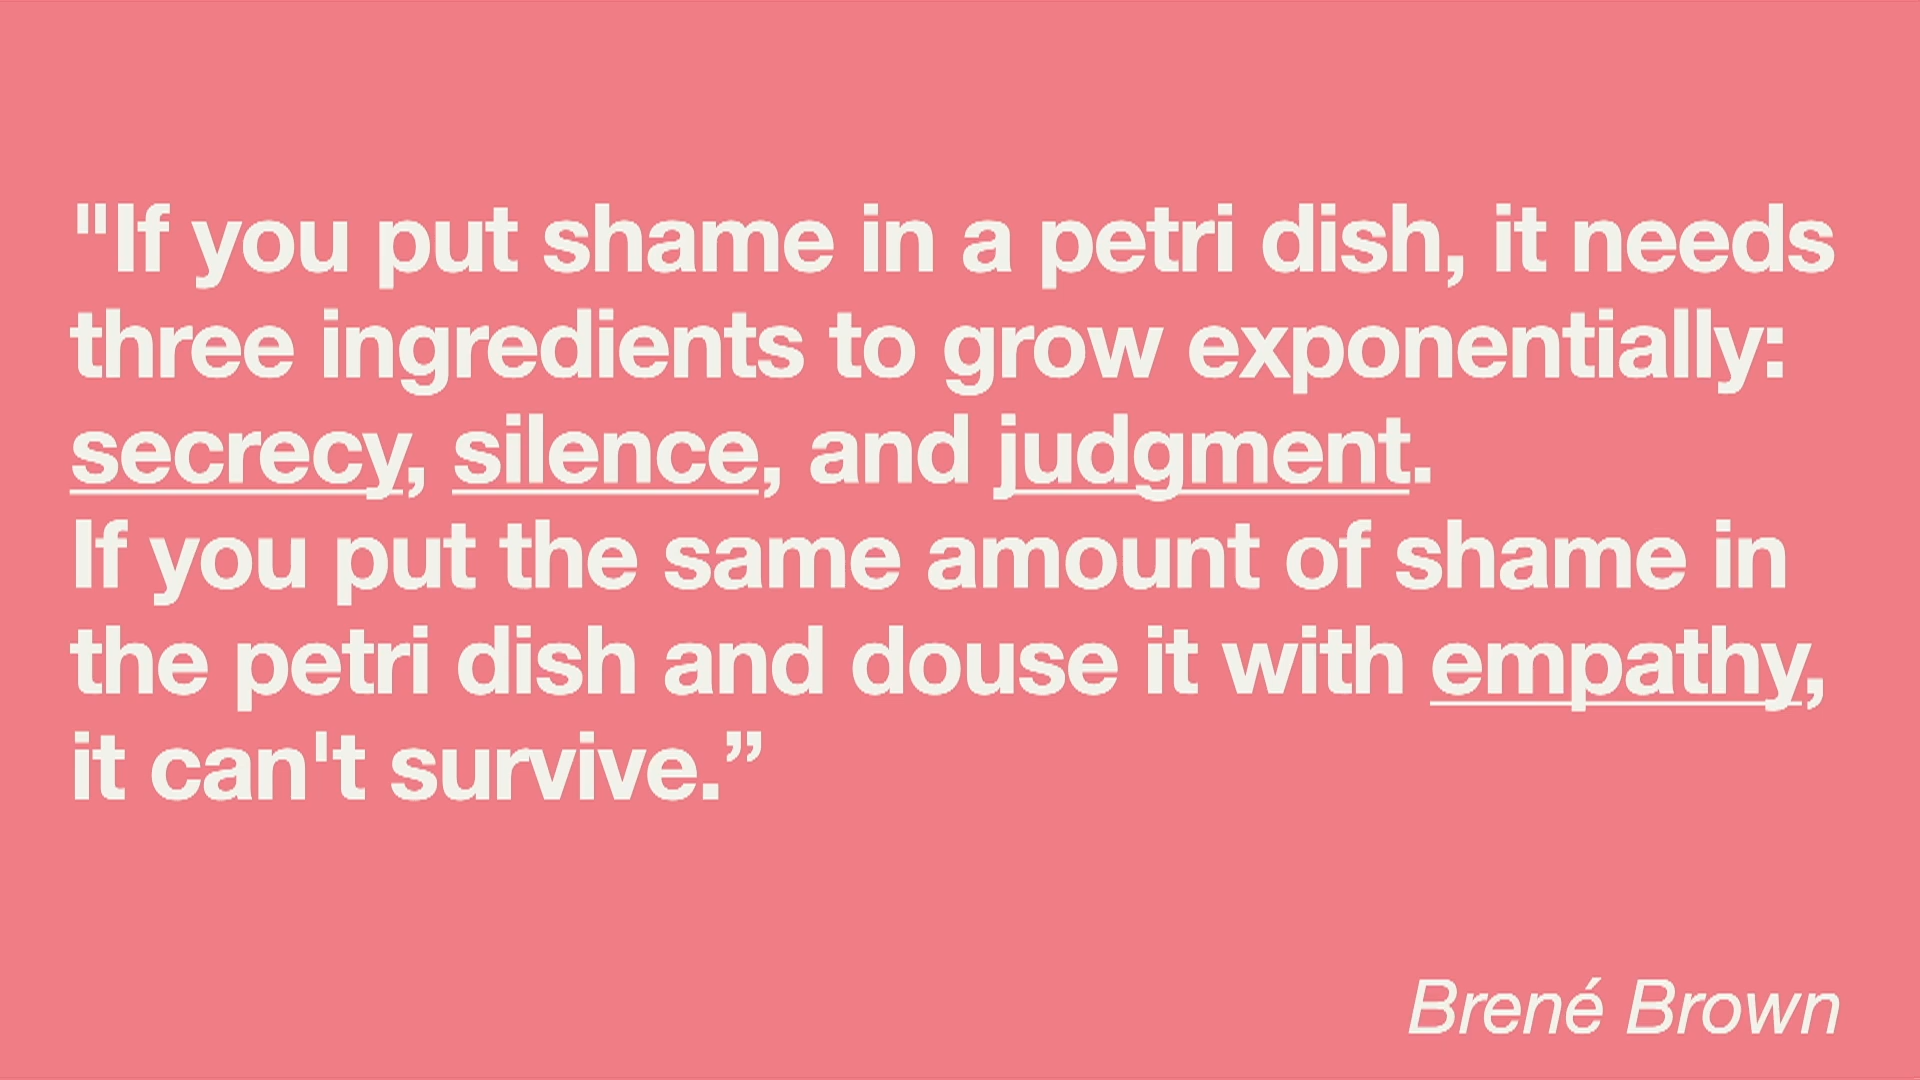 "If you put shame in a petri dish, it needs
three ingredients to grow exponentially:
secrecy, silence, and judgment.
If you put the same amount of shame in
the petri dish and douse it with empathy,
it can't survive.”
Brené Brown